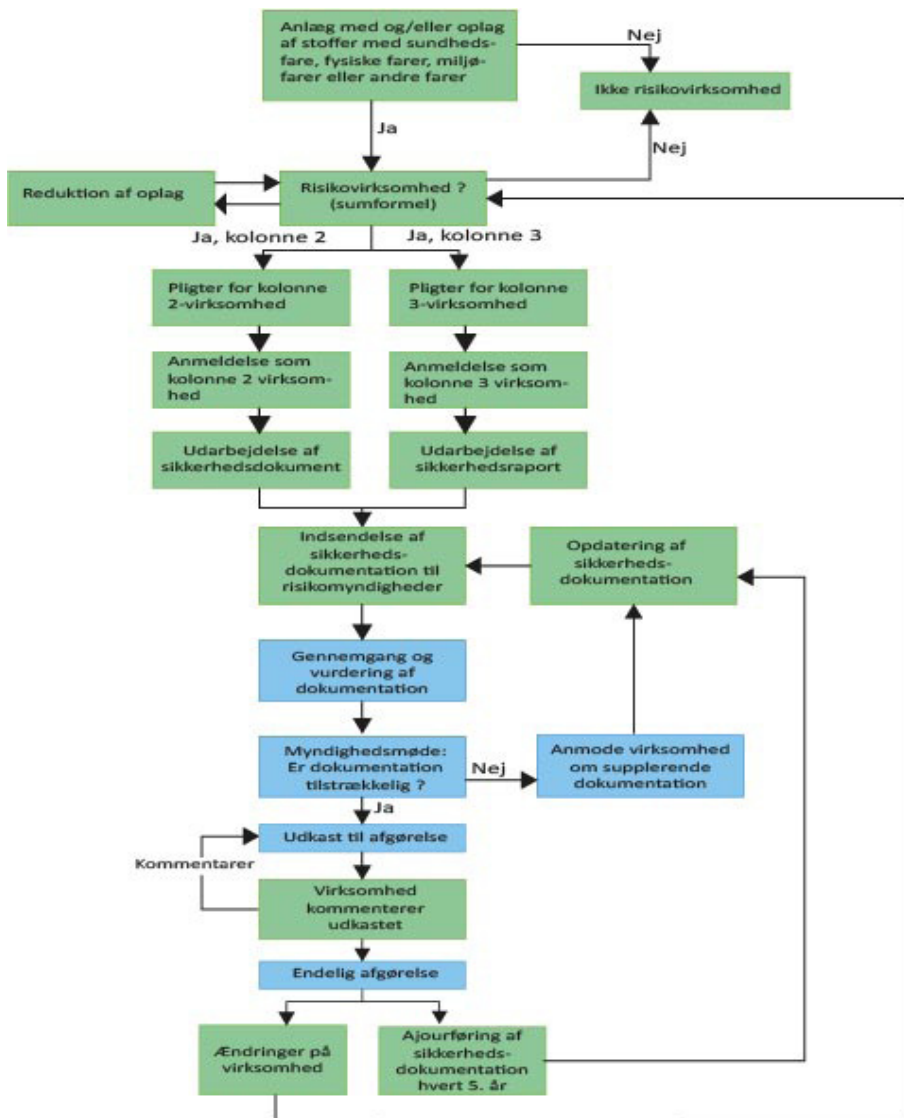 Anlæg med og/eller oplag
af stoffer med sundheds-
fare, fysiske farer, miljø-
farer eller andre farer
Nej
Ikke risikovirksomhed
Ja
Nej
Reduktion af oplag
Risikovirksomhed ?
(sumformel)
Ja, kolonne 2
Ja, kolonne 3
Pligter for kolonne
2-virksomhed
Pligter for kolonne
3-virksomhed
Anmeldelse som
kolonne 2 virksom-
hed
Anmeldelse som
kolonne 3 virksom-
hed
Udarbejdelse af
sikkerhedsdokument
Udarbejdelse af
sikkerhedsraport
Indsendelse af
sikkerheds-
dokumentation til
risikomyndigheder
Opdatering af
sikkerheds-
dokumentation
Gennemgang og
vurdering af
dokumentation
Myndighedsmøde:
Er dokumentation
tilstrækkelig ?
Nej
Anmode virksomhed
om supplerende
dokumentation
Ja
Udkast til afgørelse
Kommentarer
Virksomhed
kommenterer
udkastet
Endelig afgørelse
Ændringer på
virksomhed
Ajourføring af
sikkerheds-
dokumentation
hvert 5. år